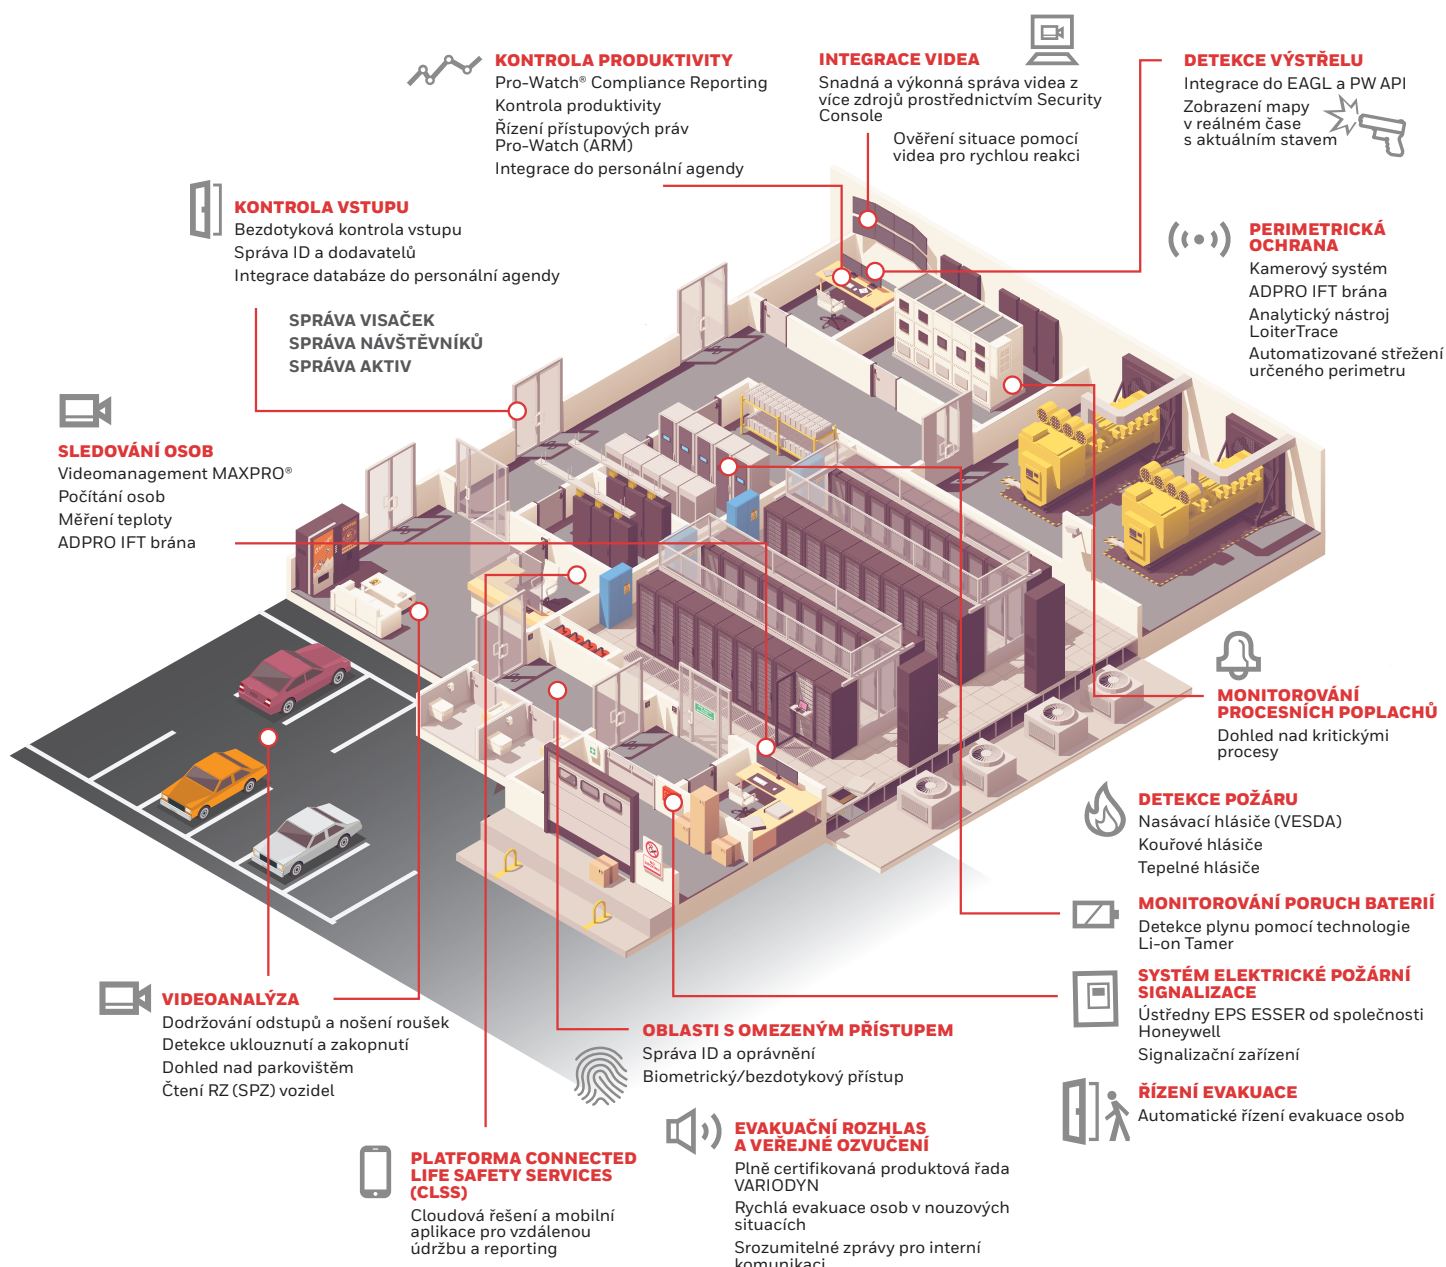 KONTROLA PRODUKTIVITY
Pro-Watch® Compliance Reporting
Kontrola produktivity
Řízení přístupových práv
Pro-Watch (ARM)
Integrace do personální agendy
INTEGRACE VIDEA
Snadná a výkonná správa videa z
více zdrojů prostřednictvím Security
Console
Ověření situace pomocí
videa pro rychlou reakci
DETEKCE VÝSTŘELU
Integrace do EAGL a PW API
Zobrazení mapy
v reálném čase
s aktuálním stavem
KONTROLA VSTUPU
Bezdotyková kontrola vstupu
Správa ID a dodavatelů
Integrace databáze do personální agendy
SPRÁVA VISAČEK
SPRÁVA NÁVŠTĚVNÍKŮ
SPRÁVA AKTIV
PERIMETRICKÁ
OCHRANA
Kamerový systém
ADPRO IFT brána
Analytický nástroj
LoiterTrace
Automatizované střežení
určeného perimetru
SLEDOVÁNÍ OSOB
Videomanagement MAXPRO®
Počítání osob
Měření teploty
ADPRO IFT brána
MONITOROVÁNÍ
PROCESNÍCH POPLACHŮ
Dohled nad kritickými
procesy
DETEKCE POŽÁRU
Nasávací hlásiče (VESDA)
Kouřové hlásiče
Tepelné hlásiče
MONITOROVÁNÍ PORUCH BATERIÍ
Detekce plynu pomocí technologie
Li-on Tamer
SYSTÉM ELEKTRICKÉ POŽÁRNÍ
SIGNALIZACE
Ústředny EPS ESSER od společnosti
Honeywell
Signalizační zařízení
ŘÍZENÍ EVAKUACE
Automatické řízení evakuace osob
VIDEOANALÝZA
Dodržování odstupů a nošení roušek
Detekce uklouznutí a zakopnutí
Dohled nad parkovištěm
Čtení RZ (SPZ) vozidel
OBLASTI S OMEZENÝM PŘÍSTUPEM
Správa ID a oprávnění
Biometrický/bezdotykový přístup
PLATFORMA CONNECTED
LIFE SAFETY SERVICES
(CLSS)
Cloudová řešení a mobilní
aplikace pro vzdálenou
údržbu a reporting
EVAKUAČNÍ ROZHLAS
A VEŘEJNÉ OZVUČENÍ
Plně certifikovaná produktová řada
VARIODYN
Rychlá evakuace osob v nouzových
situacích
Srozumitelné zprávy pro interní
komunikaci